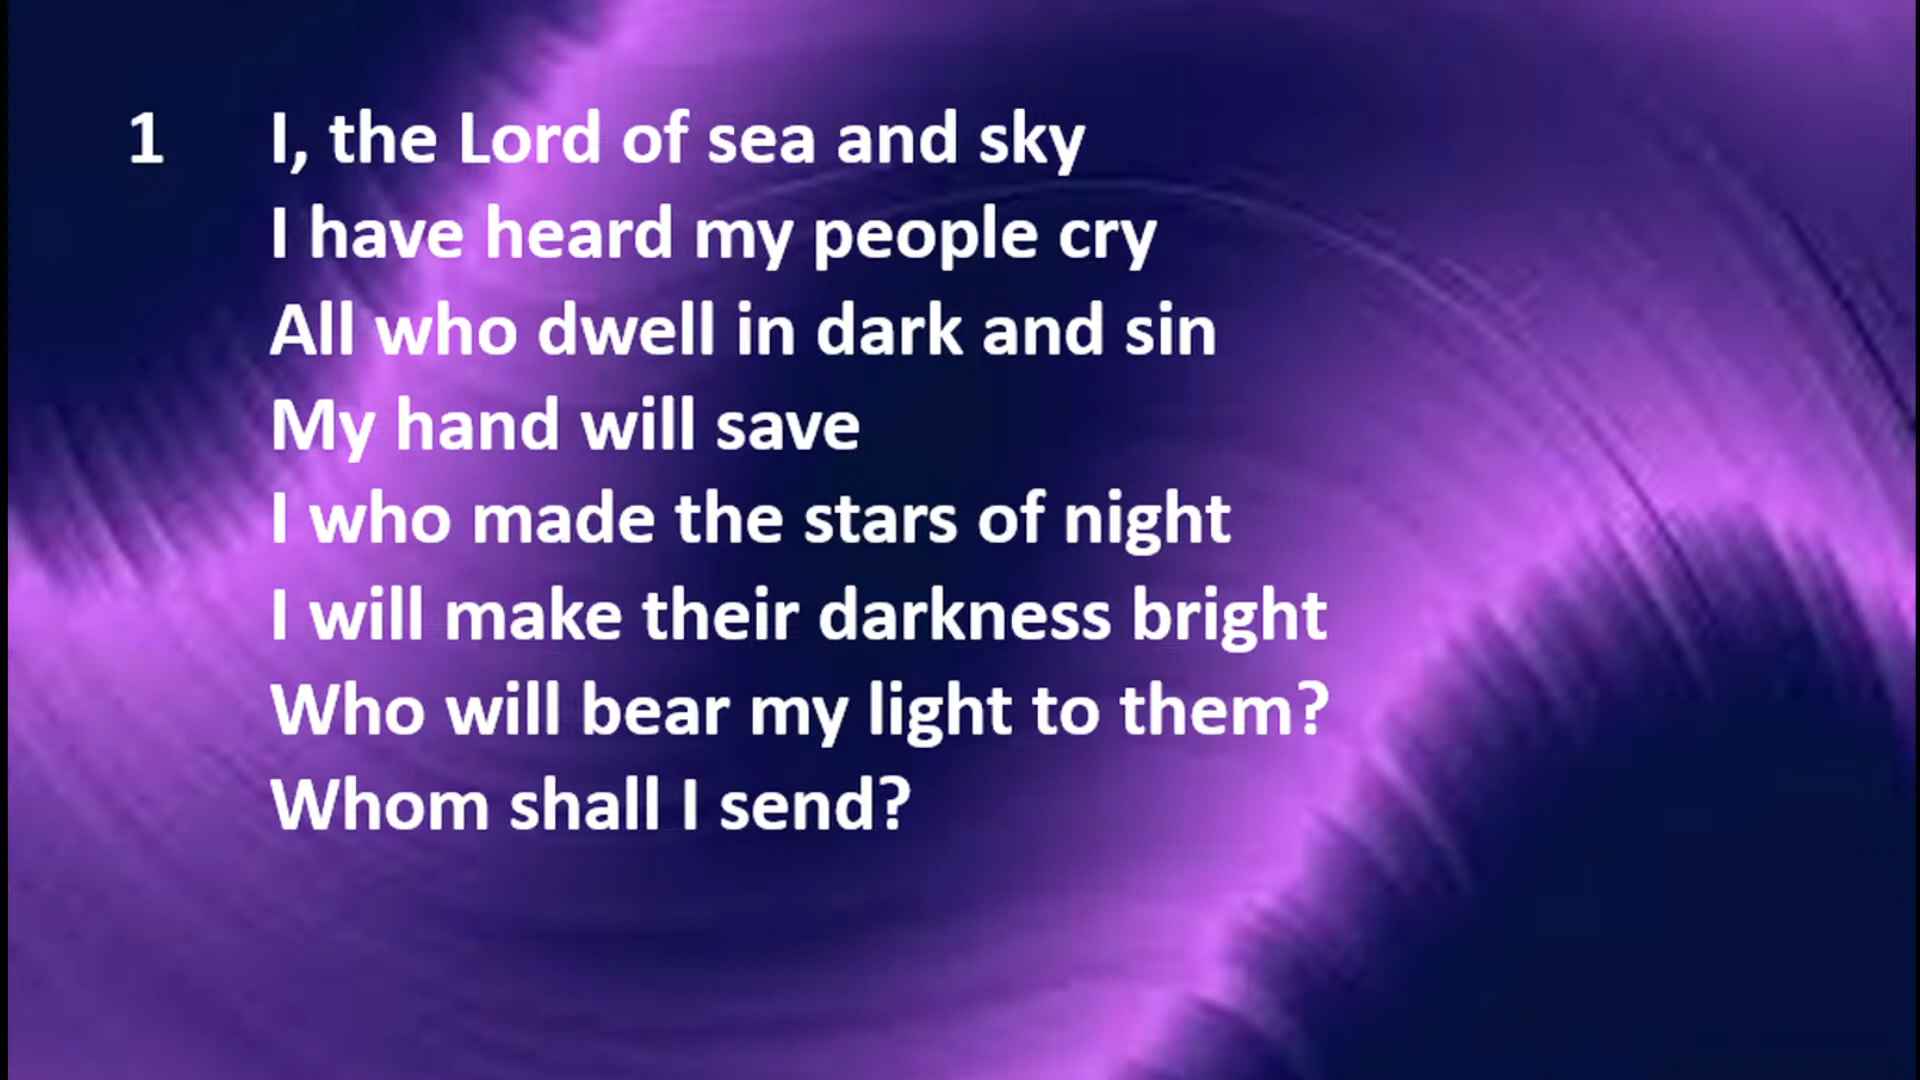 1 I, the Lord of sea and sky
I have heard my people cry
All who dwell in dark and sin
My hand will save
I who made the stars of night
I will make their darkness bright
Who will bear my light to them?
Whom shall I send?